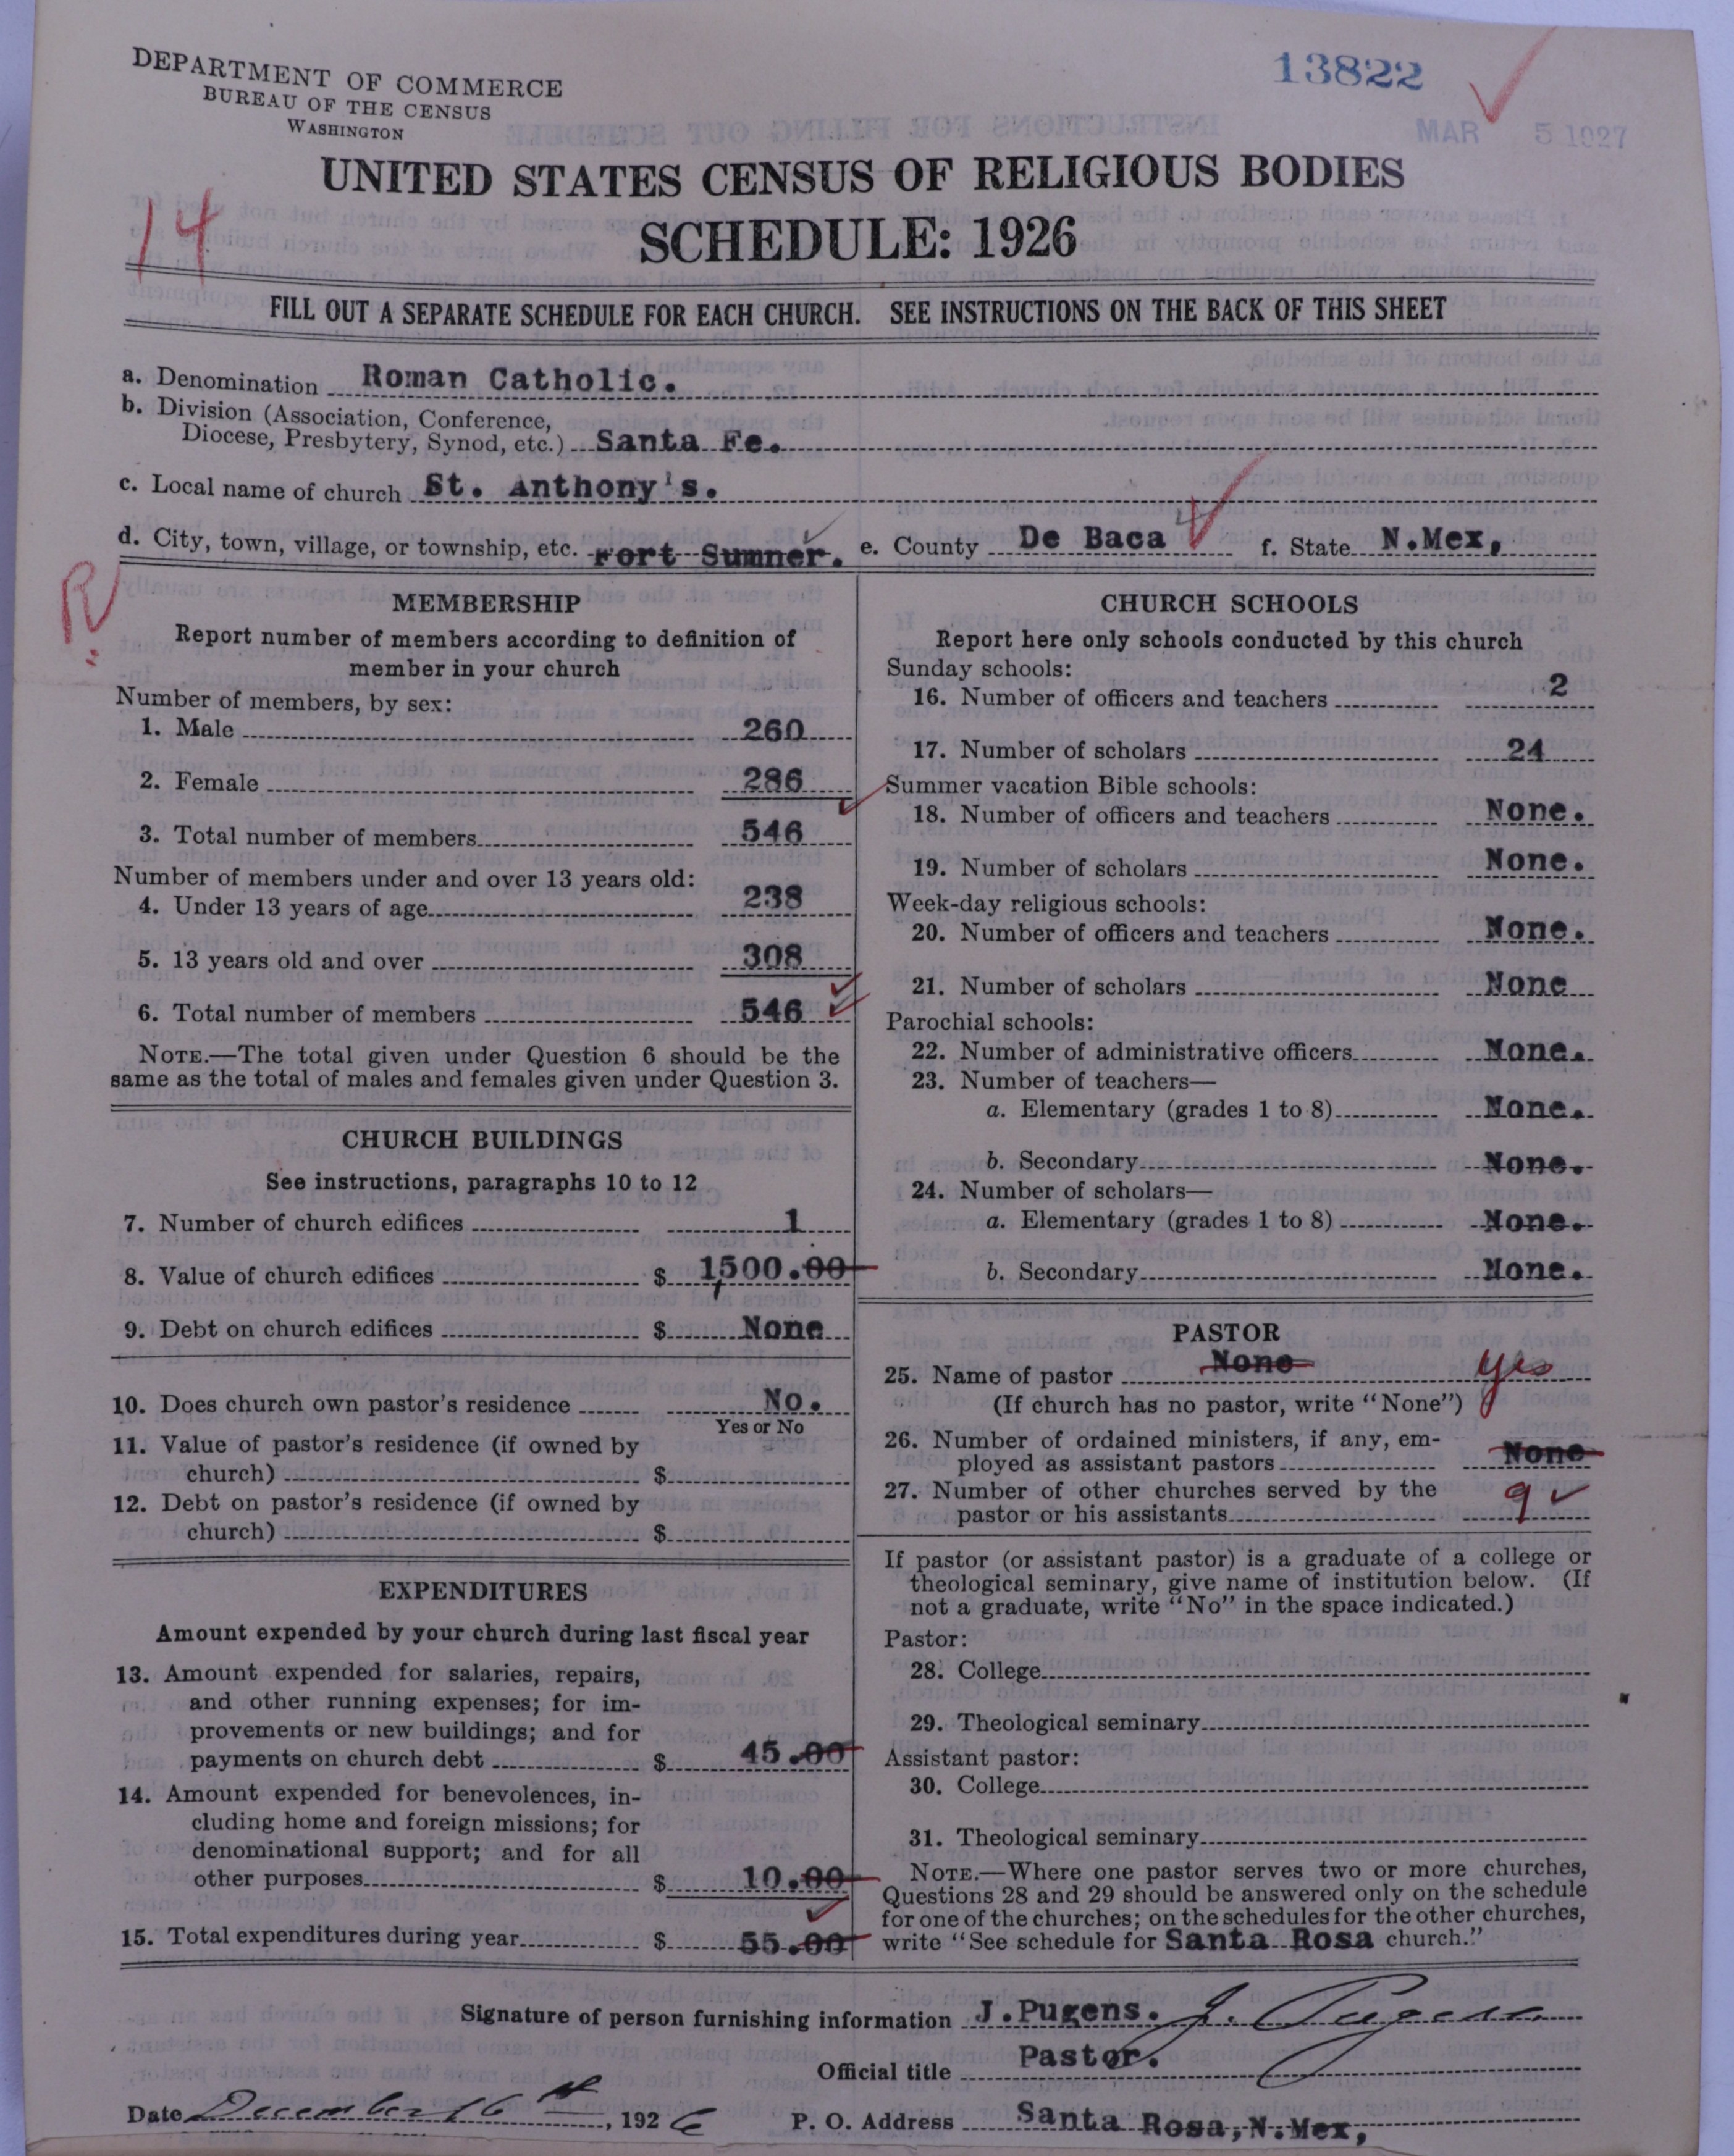 DEPARTMENT OF COMMERCE
BUREAU OF THE CENSUS
WASHINGTON
13822
MAR 5 1927
UNITED STATES CENSUS OF RELIGIOUS BODIES
14
SCHEDULE: 1926
FILL OUT A SEPARATE SCHEDULE FOR EACH CHURCH. SEE INSTRUCTIONS ON THE BACK OF THIS SHEET
a. Denomination Roman Catholic.
b. Division (Association, Conference,
Diocese, Presbytery, Synod, etc.) Santa Fe.
c. Local name of church St. Anthony's.
d. City, town, village, or township, etc. Fort Sumner. e. County De Baca f. State N.Mex,
R
MEMBERSHIP
Report number of members according to definition of
member in your church
Number of members, by sex:
1. Male 260
2. Female 286
3. Total number of members 546
Number of members under and over 13 years old:
4. Under 13 years of age 238
5. 13 years old and over 308
6. Total number of members 546
NOTE.—The total given under Question 6 should be the
same as the total of males and females given under Question 3.
CHURCH BUILDINGS
See instructions, paragraphs 10 to 12
7. Number of church edifices 1
8. Value of church edifices $ 1,500.00
9. Debt on church edifices $ None
10. Does church own pastor's residence No.
Yes or No
11. Value of pastor's residence (if owned by
church) $
12. Debt on pastor's residence (if owned by
church) $
EXPENDITURES
Amount expended by your church during last fiscal year
13. Amount expended for salaries, repairs,
and other running expenses; for im-
provements or new buildings; and for
payments on church debt $ 45.00
14. Amount expended for benevolences, in-
cluding home and foreign missions; for
denominational support; and for all
other purposes $ 10.00
15. Total expenditures during year $ 55.00
CHURCH SCHOOLS
Report here only schools conducted by this church
Sunday schools:
16. Number of officers and teachers 2
17. Number of scholars 24
Summer vacation Bible schools:
18. Number of officers and teachers None.
19. Number of scholars None.
Week-day religious schools:
20. Number of officers and teachers None.
21. Number of scholars None
Parochial schools:
22. Number of administrative officers None.
23. Number of teachers—
a. Elementary (grades 1 to 8) None.
b. Secondary None.
24. Number of scholars—
a. Elementary (grades 1 to 8) None.
b. Secondary None.
PASTOR
25. Name of pastor None yes
(If church has no pastor, write "None")
26. Number of ordained ministers, if any, em-
ployed as assistant pastors None
27. Number of other churches served by the
pastor or his assistants 9
If pastor (or assistant pastor) is a graduate of a college or
theological seminary, give name of institution below. (If
not a graduate, write "No" in the space indicated.)
Pastor:
28. College
29. Theological seminary
Assistant pastor:
30. College
31. Theological seminary
NOTE.—Where one pastor serves two or more churches,
Questions 28 and 29 should be answered only on the schedule
for one of the churches; on the schedules for the other churches,
write "See schedule for Santa Rosa church."
Signature of person furnishing information J.Pugens. J. Pugens.
Official title Pastor.
Date December 16th, 1926 P. O. Address Santa Rosa, N.Mex,